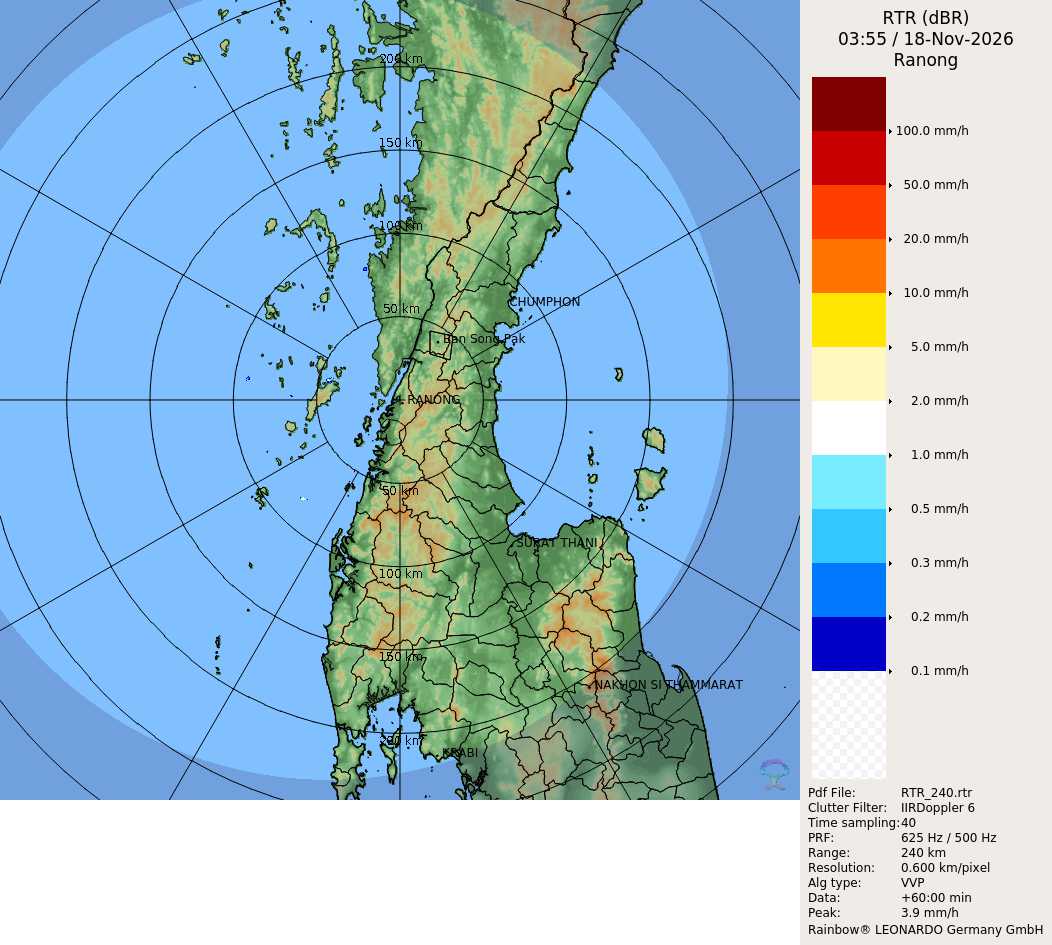 RTR (dBR)
03:55 / 18-Nov-2026
Ranong
100.0 mm/h
50.0 mm/h
20.0 mm/h
10.0 mm/h
5.0 mm/h
2.0 mm/h
1.0 mm/h
0.5 mm/h
0.3 mm/h
0.2 mm/h
0.1 mm/h
200 km
150 km
100 km
50 km
CHUMPHON
Ban Song Pak
RANONG
50 km
SURAT THANI
100 km
150 km
NAKHON SI THAMMARAT
200 km
KRABI
Pdf File: RTR_240.rtr
Clutter Filter: IIRDoppler 6
Time sampling:40
PRF: 625 Hz / 500 Hz
Range: 240 km
Resolution: 0.600 km/pixel
Alg type: VVP
Data: +60:00 min
Peak: 3.9 mm/h
Rainbow® LEONARDO Germany GmbH